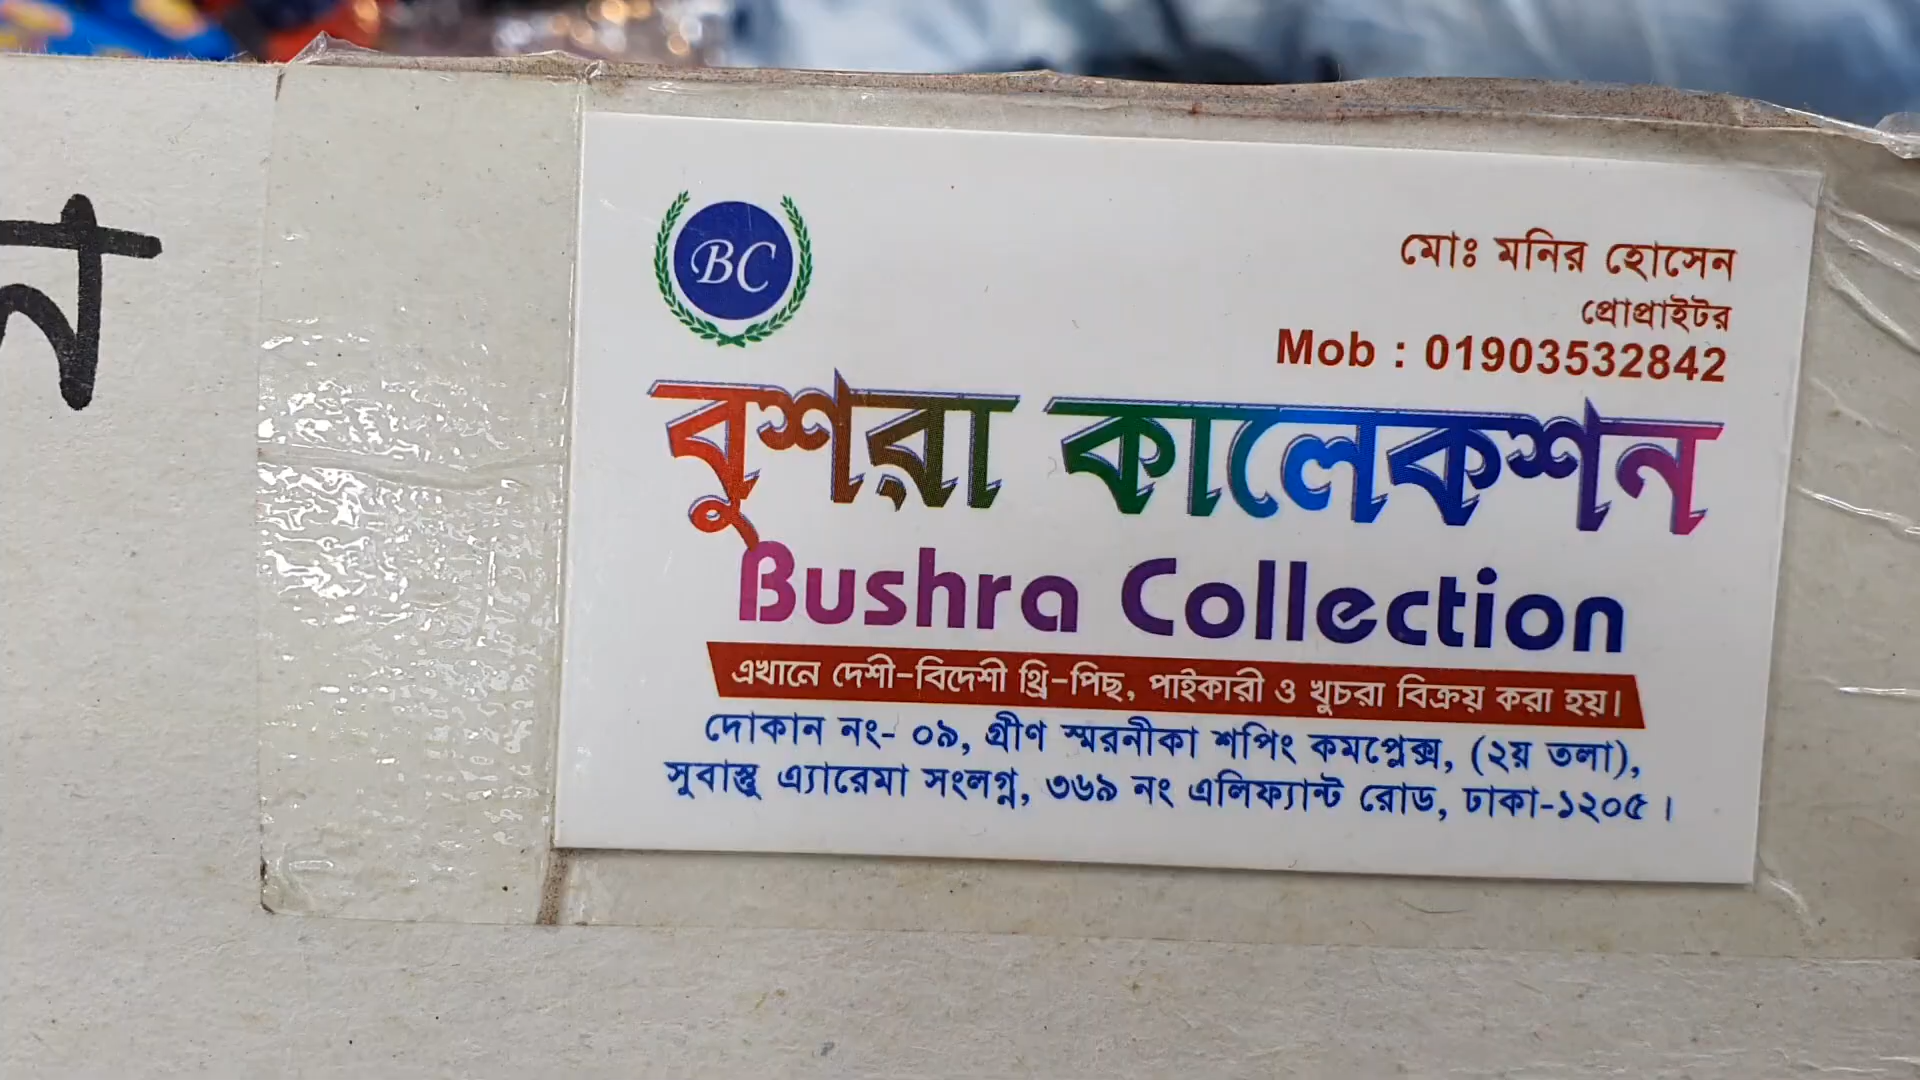 ন
BC
মোঃ মনির হোসেন
প্রোপ্রাইটর
Mob : 01903532842
বুশরা কালেকশন
Bushra Collection
এখানে দেশী-বিদেশী থ্রি-পিছ, পাইকারী ও খুচরা বিক্রয় করা হয়।
দোকান নং- ০৯, গ্রীণ স্মরনীকা শপিং কমপ্লেক্স, (২য় তলা),
সুবাস্তু এ্যারেমা সংলগ্ন, ৩৬৯ নং এলিফ্যান্ট রোড, ঢাকা-১২০৫।